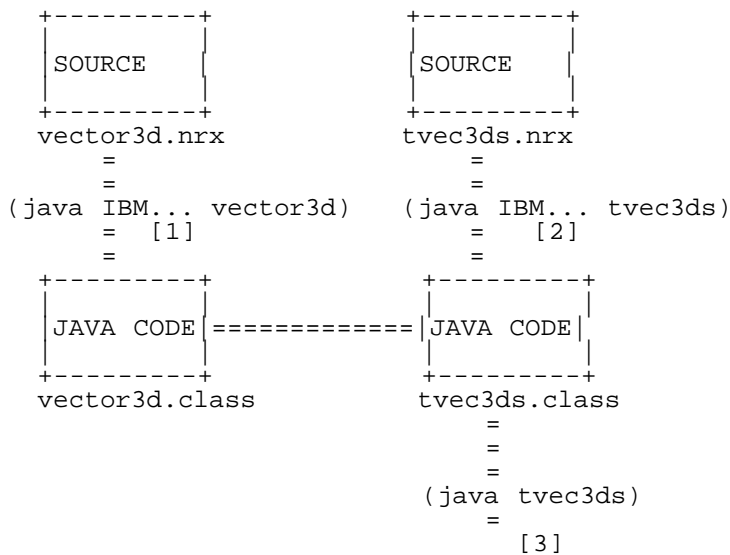 SOURCE SOURCE
vector3d.nrx tvec3ds.nrx
(java IBM... vector3d) (java IBM... tvec3ds)
[1] [2]
JAVA CODE JAVA CODE
vector3d.class tvec3ds.class
(java tvec3ds)
[3]